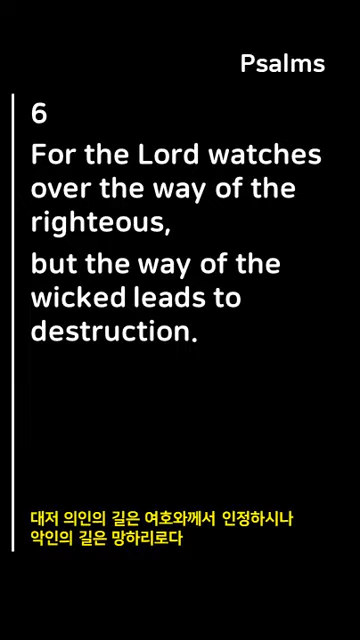 Psalms
6
For the Lord watches
over the way of the
righteous,
but the way of the
wicked leads to
destruction.
대저 의인의 길은 여호와께서 인정하시나
악인의 길은 망하리로다